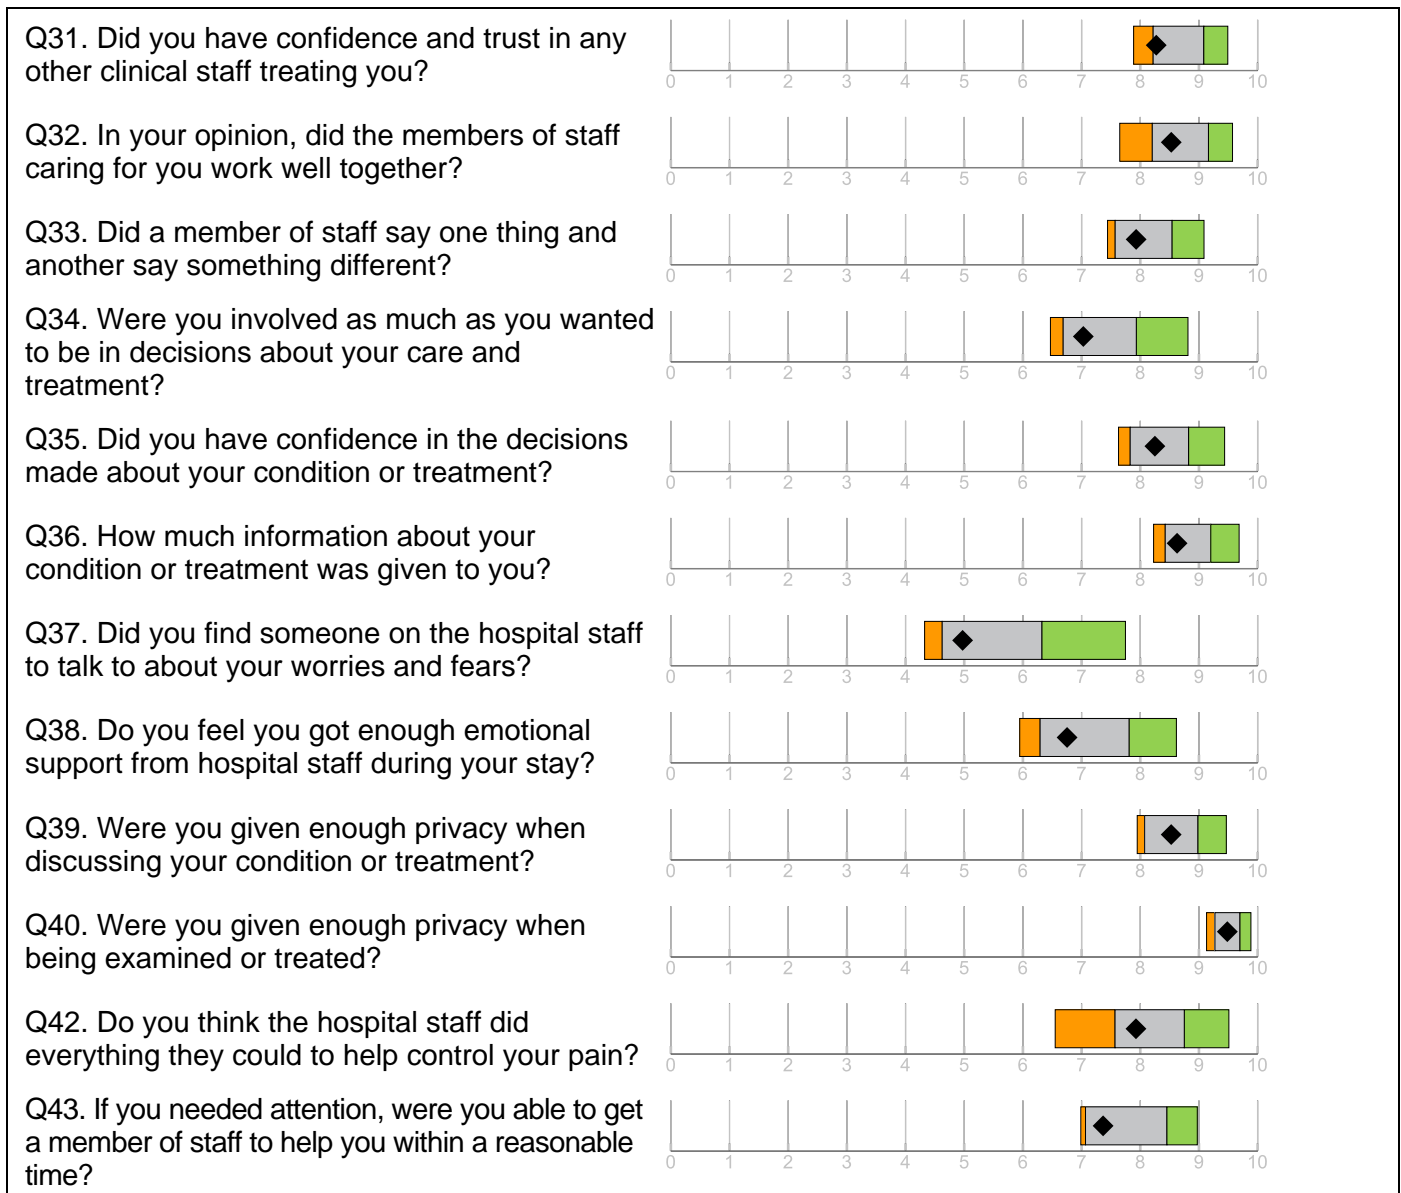 Q31. Did you have confidence and trust in any
other clinical staff treating you?
0 1 2 3 4 5 6 7 8 9 10
Q32. In your opinion, did the members of staff
caring for you work well together?
0 1 2 3 4 5 6 7 8 9 10
Q33. Did a member of staff say one thing and
another say something different?
0 1 2 3 4 5 6 7 8 9 10
Q34. Were you involved as much as you wanted
to be in decisions about your care and
treatment?
0 1 2 3 4 5 6 7 8 9 10
Q35. Did you have confidence in the decisions
made about your condition or treatment?
0 1 2 3 4 5 6 7 8 9 10
Q36. How much information about your
condition or treatment was given to you?
0 1 2 3 4 5 6 7 8 9 10
Q37. Did you find someone on the hospital staff
to talk to about your worries and fears?
0 1 2 3 4 5 6 7 8 9 10
Q38. Do you feel you got enough emotional
support from hospital staff during your stay?
0 1 2 3 4 5 6 7 8 9 10
Q39. Were you given enough privacy when
discussing your condition or treatment?
0 1 2 3 4 5 6 7 8 9 10
Q40. Were you given enough privacy when
being examined or treated?
0 1 2 3 4 5 6 7 8 9 10
Q42. Do you think the hospital staff did
everything they could to help control your pain?
0 1 2 3 4 5 6 7 8 9 10
Q43. If you needed attention, were you able to get
a member of staff to help you within a reasonable
time?
0 1 2 3 4 5 6 7 8 9 10